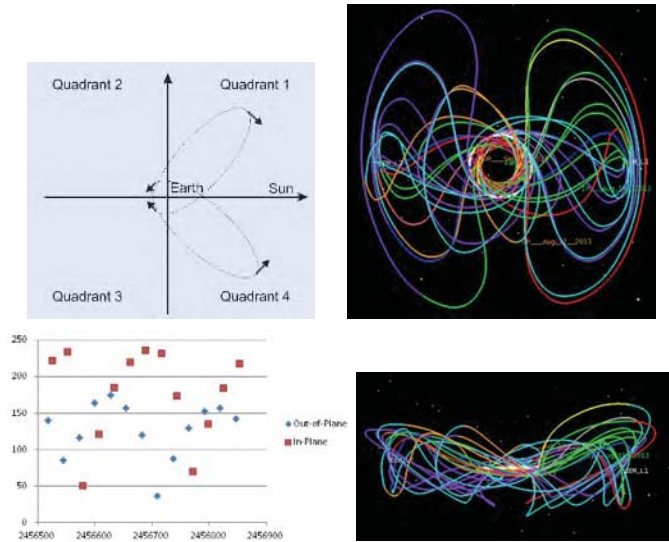 Quadrant 2
Quadrant 1
Earth
Sun
Quadrant 3
Quadrant 4
250
200
150
100
50
0
2456500
2456600
2456700
2456800
2456900
Out-of-Plane
In-Plane